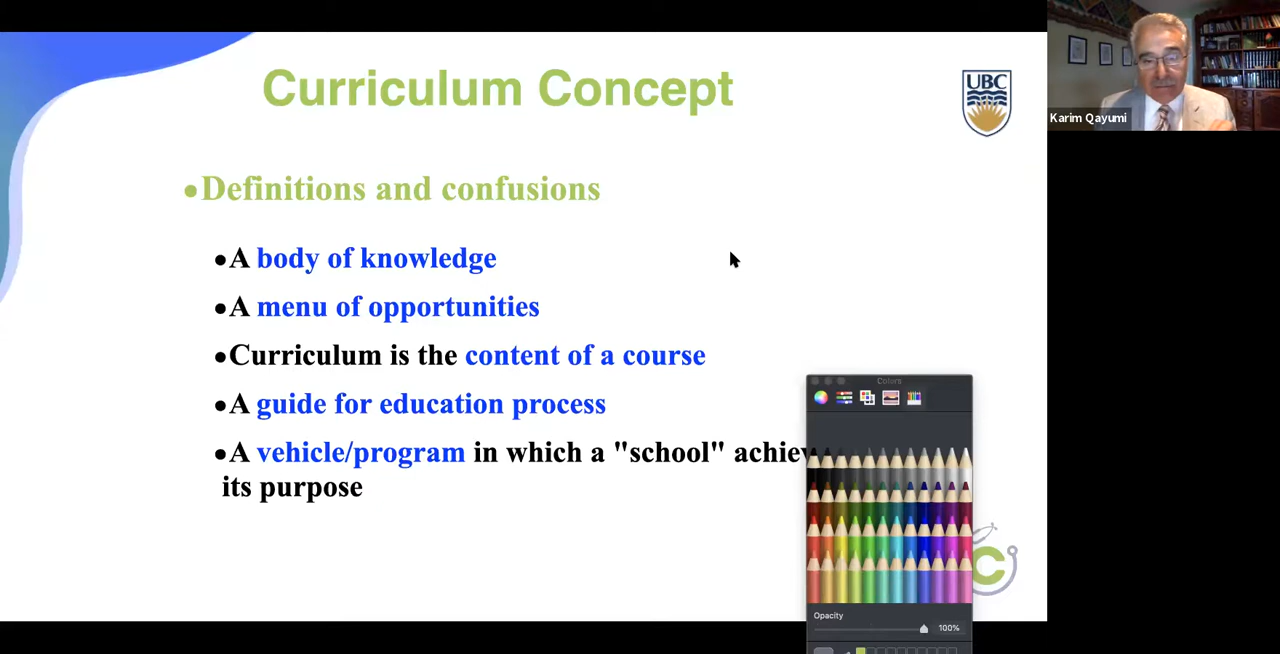 Curriculum Concept
UBC
Karim Qayumi
•Definitions and confusions
•A body of knowledge
•A menu of opportunities
•Curriculum is the content of a course
•A guide for education process
•A vehicle/program in which a "school" achiev
its purpose
Colors
C
Opacity
100%